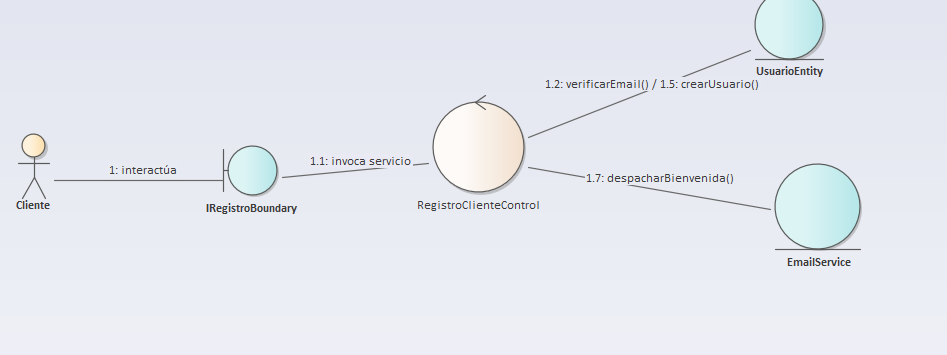 UsuarioEntity
1.2: verificarEmail() / 1.5: crearUsuario()
1.1: invoca servicio
1: interactúa
1.7: despacharBienvenida()
Cliente
IRegistroBoundary
RegistroClienteControl
EmailService